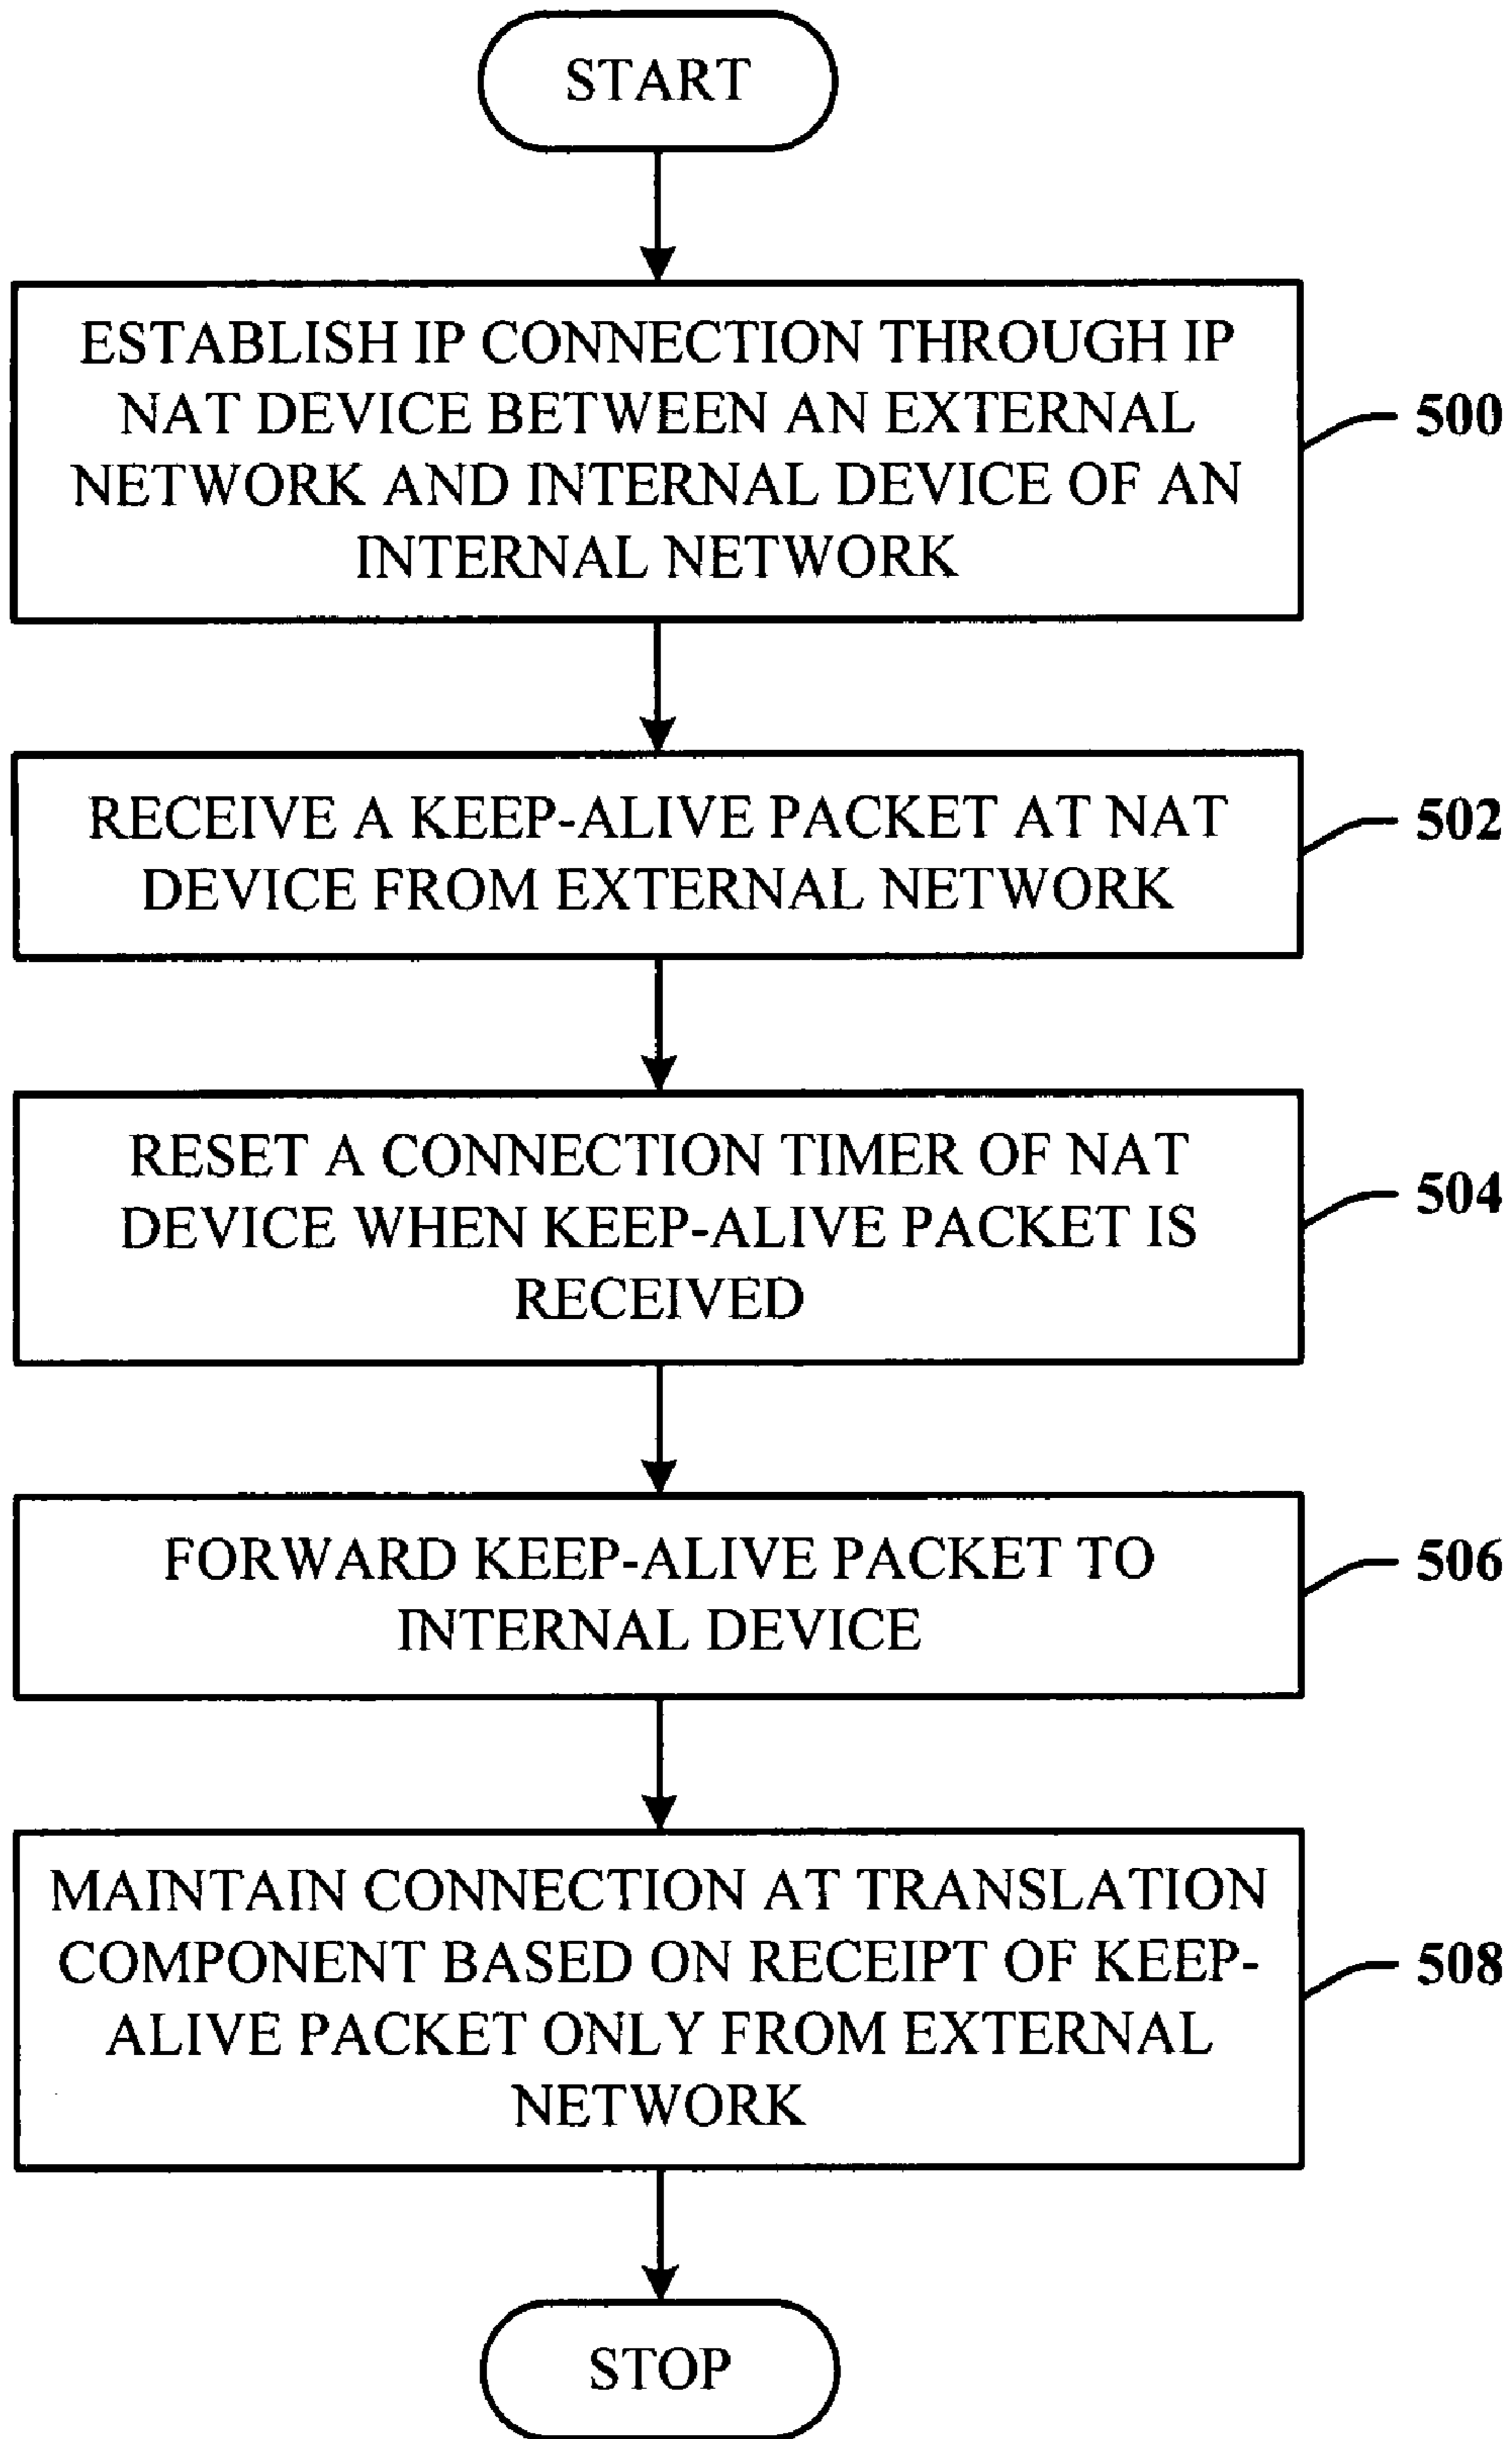 START
ESTABLISH IP CONNECTION THROUGH IP
NAT DEVICE BETWEEN AN EXTERNAL
NETWORK AND INTERNAL DEVICE OF AN
INTERNAL NETWORK
500
RECEIVE A KEEP-ALIVE PACKET AT NAT
DEVICE FROM EXTERNAL NETWORK
502
RESET A CONNECTION TIMER OF NAT
DEVICE WHEN KEEP-ALIVE PACKET IS
RECEIVED
504
FORWARD KEEP-ALIVE PACKET TO
INTERNAL DEVICE
506
MAINTAIN CONNECTION AT TRANSLATION
COMPONENT BASED ON RECEIPT OF KEEP-
ALIVE PACKET ONLY FROM EXTERNAL
NETWORK
508
STOP